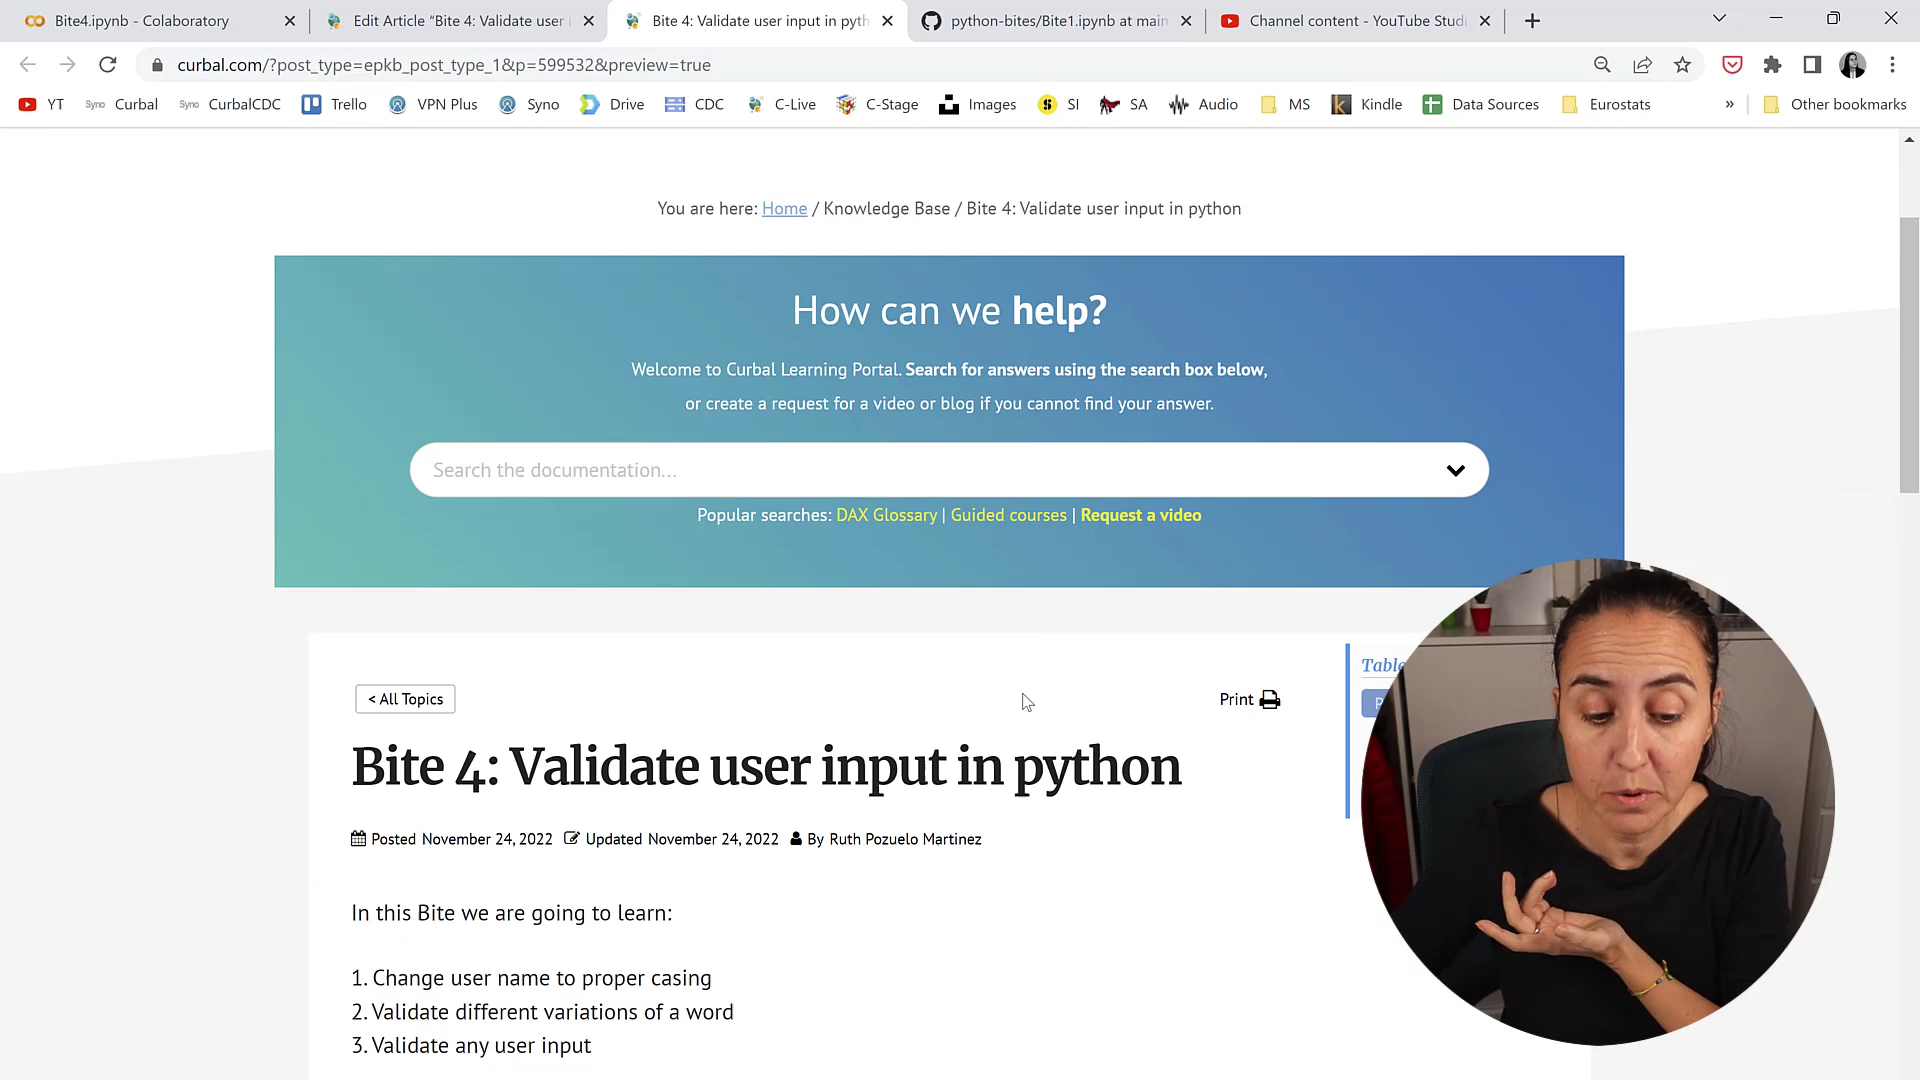 Bite4.ipynb - Colaboratory
Edit Article “Bite 4: Validate user i
Bite 4: Validate user input in pyth
python-bites/Bite1.ipynb at main
Channel content - YouTube Studi
curbal.com/?post_type=epkb_post_type_1&p=599532&preview=true
YT
Sync Curbal
Sync CurbalCDC
Trello
VPN Plus
Syno
Drive
CDC
C-Live
C-Stage
Images
SI
SA
Audio
MS
Kindle
Data Sources
Eurostats
» Other bookmarks
You are here: Home / Knowledge Base / Bite 4: Validate user input in python
How can we help?
Welcome to Curbal Learning Portal. Search for answers using the search box below,
or create a request for a video or blog if you cannot find your answer.
Search the documentation...
Popular searches: DAX Glossary | Guided courses | Request a video
< All Topics
Print
Bite 4: Validate user input in python
Posted November 24, 2022 Updated November 24, 2022 By Ruth Pozuelo Martinez
In this Bite we are going to learn:
1. Change user name to proper casing
2. Validate different variations of a word
3. Validate any user input